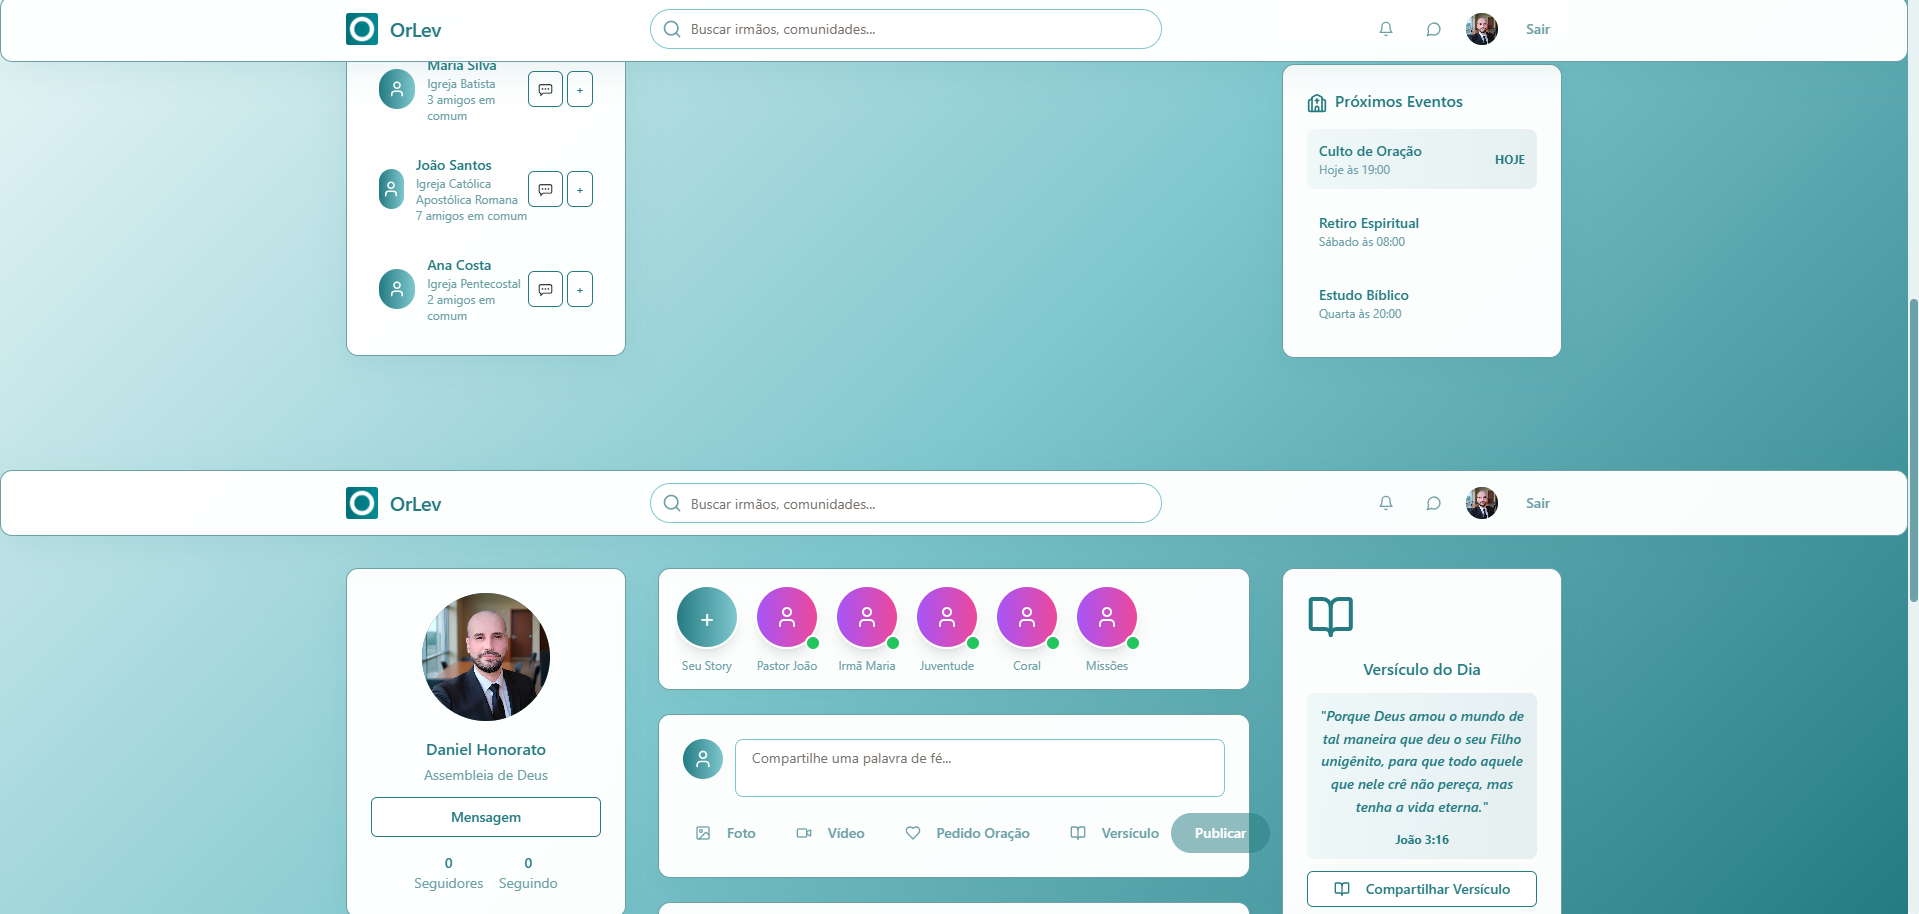 OrLev
Buscar irmãos, comunidades...
Sair
Maria Silva
Igreja Batista
3 amigos em
comum
+
João Santos
Igreja Católica
Apostólica Romana
7 amigos em comum
+
Ana Costa
Igreja Pentecostal
2 amigos em
comum
+
Próximos Eventos
Culto de Oração
Hoje às 19:00
HOJE
Retiro Espiritual
Sábado às 08:00
Estudo Bíblico
Quarta às 20:00
OrLev
Buscar irmãos, comunidades...
Sair
Daniel Honorato
Assembleia de Deus
Mensagem
0
Seguidores
0
Seguindo
+
Seu Story
Pastor João
Irmã Maria
Juventude
Coral
Missões
Compartilhe uma palavra de fé...
Foto
Vídeo
Pedido Oração
Versículo
Publicar
Versículo do Dia
"Porque Deus amou o mundo de
tal maneira que deu o seu Filho
unigênito, para que todo aquele
que nele crê não pereça, mas
tenha a vida eterna."
João 3:16
Compartilhar Versículo